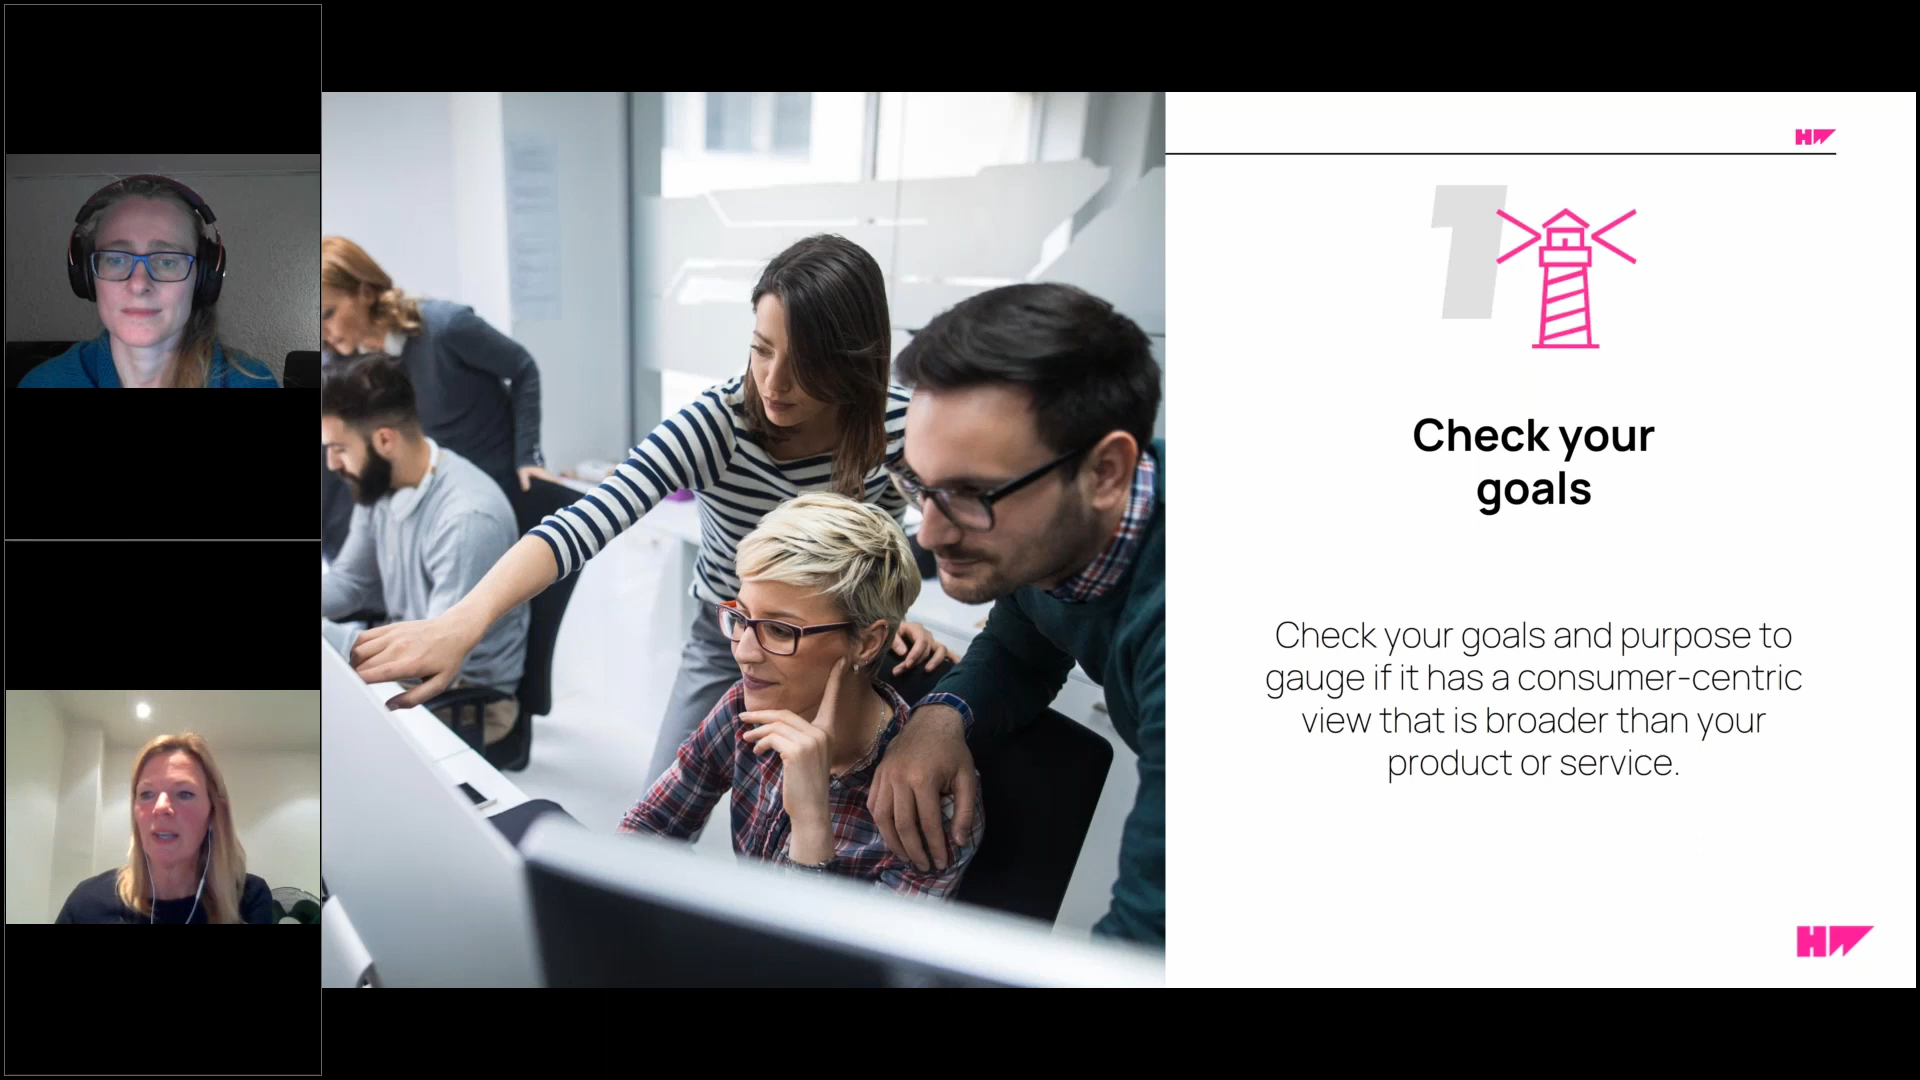 HW
1
Check your
goals
Check your goals and purpose to
gauge if it has a consumer-centric
view that is broader than your
product or service.
HW